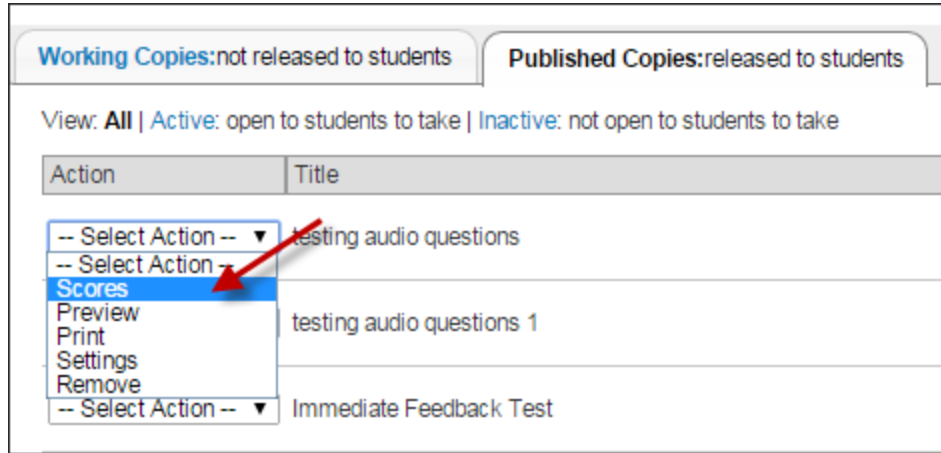 Working Copies:not released to students
Published Copies:released to students
View: All | Active: open to students to take | Inactive: not open to students to take
Action Title
-- Select Action -- testing audio questions
-- Select Action --
Scores
Preview
Print testing audio questions 1
Settings
Remove
-- Select Action -- Immediate Feedback Test